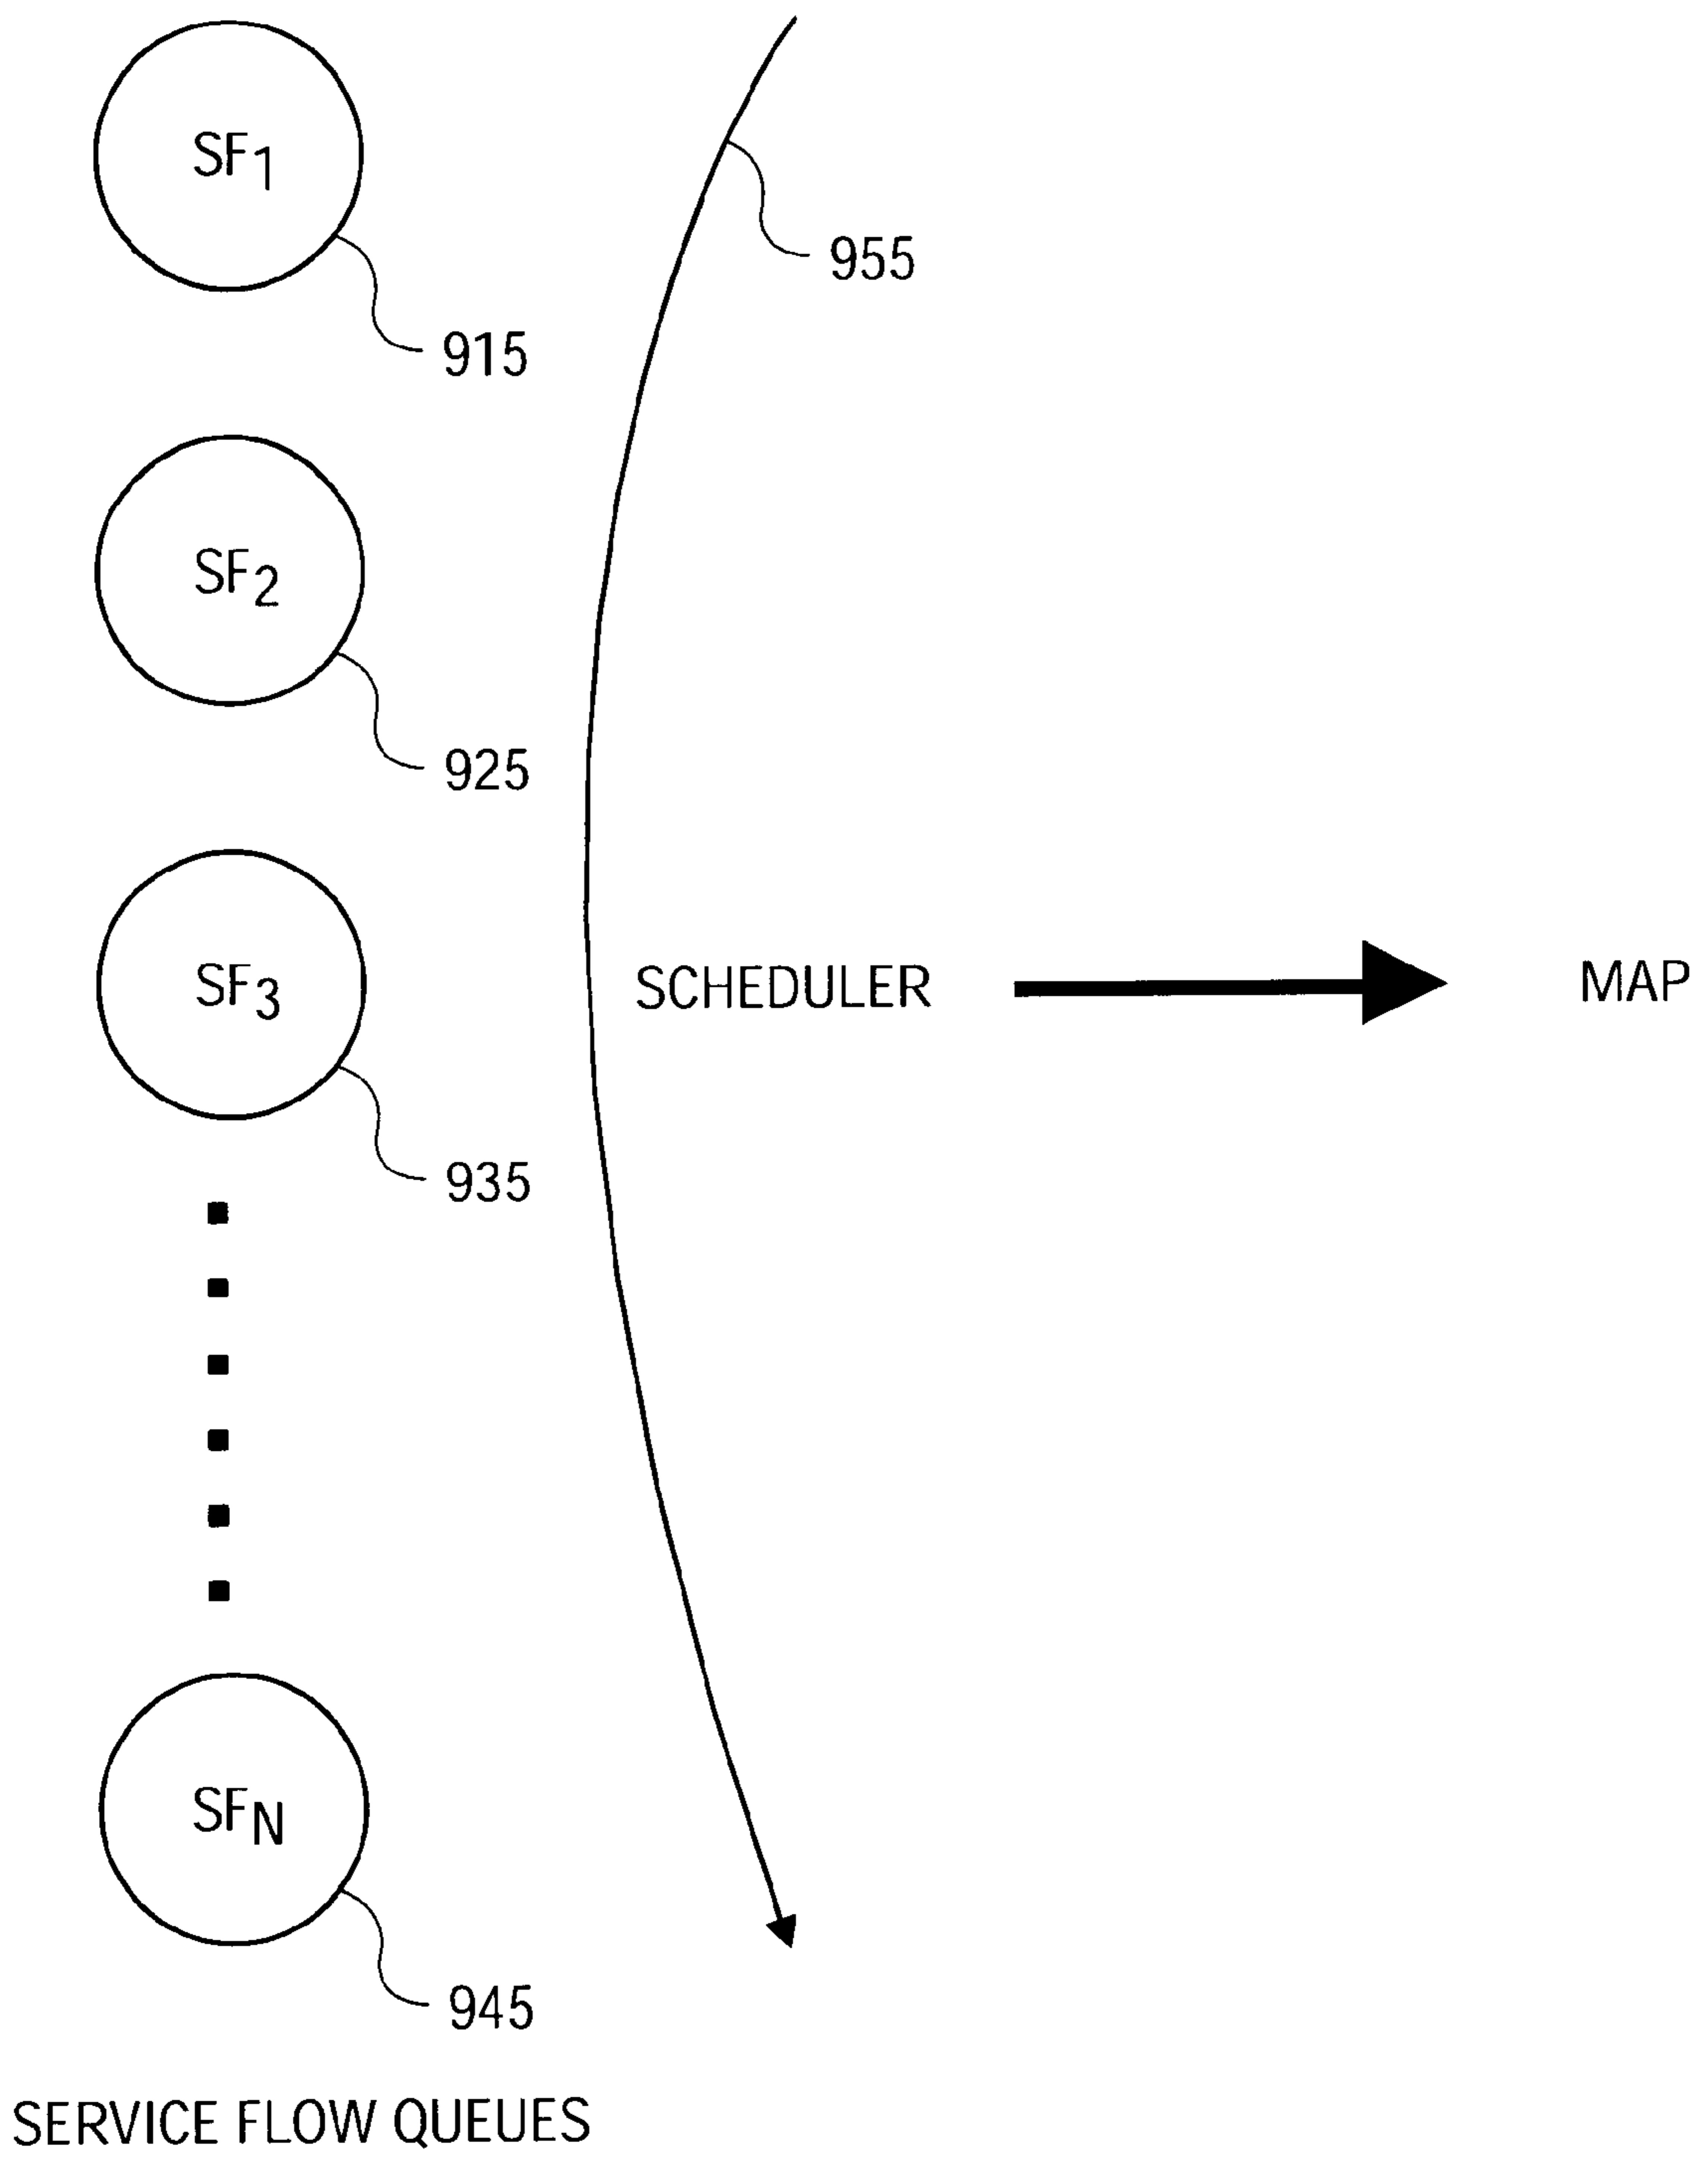 SF1
955
915
SF2
925
SF3
SCHEDULER
MAP
935
SFN
945
SERVICE FLOW QUEUES